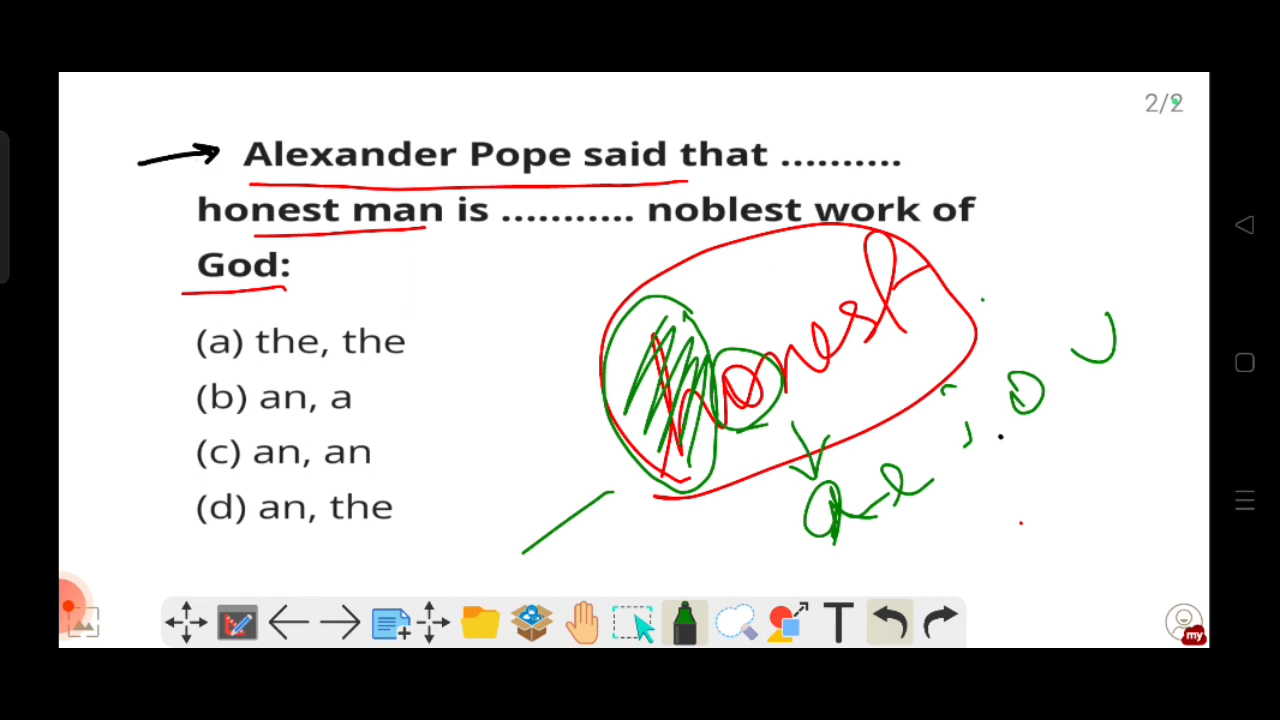 2/2
Alexander Pope said that ..........
honest man is ........... noblest work of
God:
honest
(a) the, the
(b) an, a
(c) an, an
(d) an, the
T
my